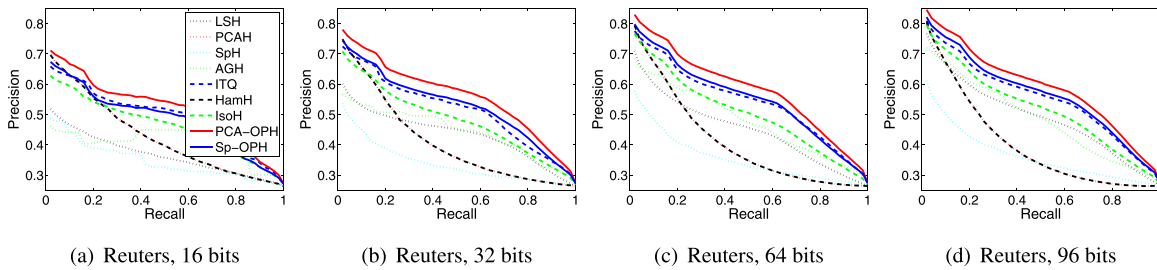 0.8
0.7
0.6
0.5
0.4
0.3
Precision
0 0.2 0.4 0.6 0.8 1
Recall
LSH
PCAH
SpH
AGH
ITQ
HamH
IsoH
PCA-OPH
Sp-OPH
(a) Reuters, 16 bits
0.8
0.7
0.6
0.5
0.4
0.3
Precision
0 0.2 0.4 0.6 0.8 1
Recall
(b) Reuters, 32 bits
0.8
0.7
0.6
0.5
0.4
0.3
Precision
0 0.2 0.4 0.6 0.8 1
Recall
(c) Reuters, 64 bits
0.8
0.7
0.6
0.5
0.4
0.3
Precision
0 0.2 0.4 0.6 0.8
Recall
(d) Reuters, 96 bits